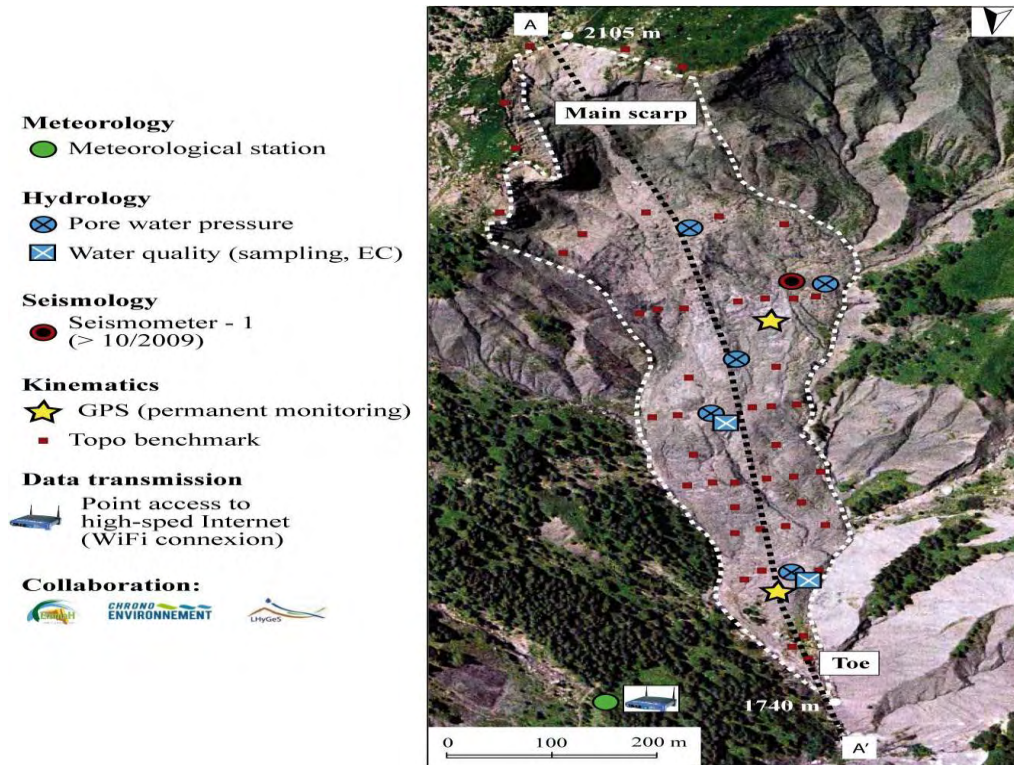 Meteorology
Meteorological station
Hydrology
Pore water pressure
Water quality (sampling, EC)
Seismology
Seismometer - 1
(> 10/2009)
Kinematics
GPS (permanent monitoring)
Topo benchmark
Data transmission
Point access to
high-sped Internet
(WiFi connexion)
Collaboration:
CHRONO
ENVIRONNEMENT
LHyGeS
A
2105 m
Main scarp
Toe
1740 m
A'
0 100 200 m